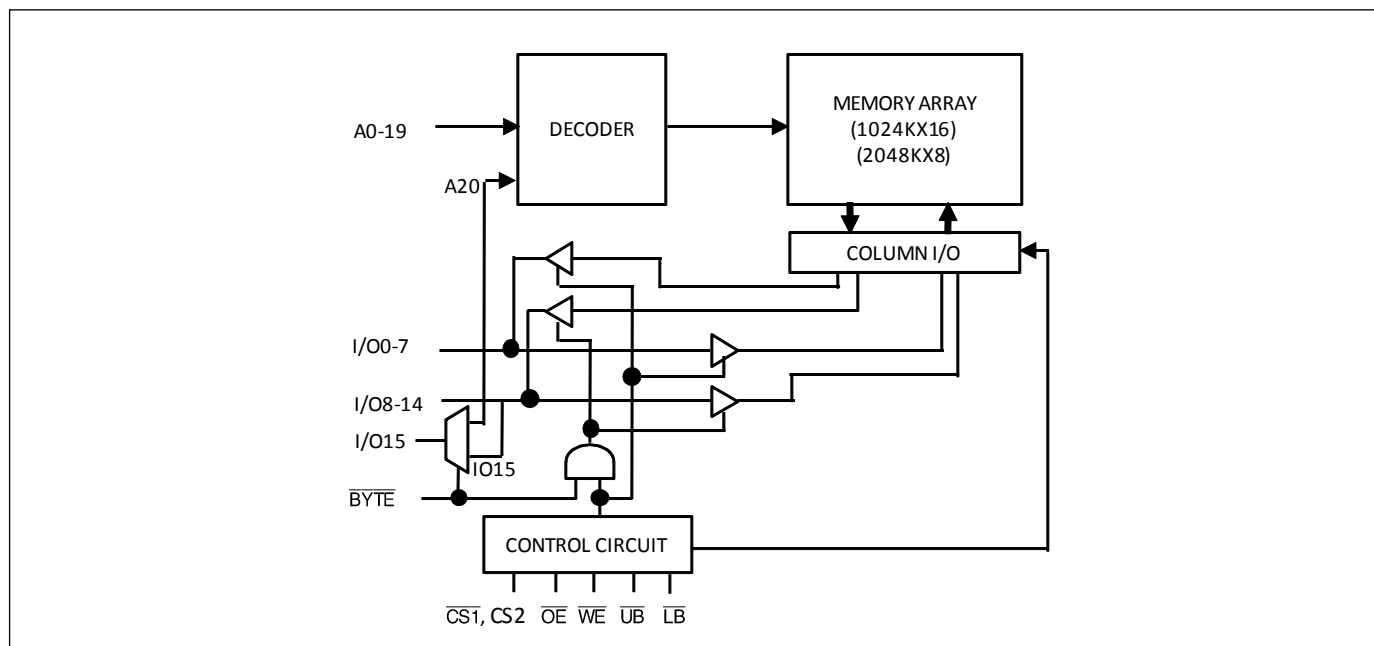 DECODER
MEMORY ARRAY
(1024KX16)
(2048KX8)
A0-19
A20
COLUMN I/O
I/O0-7
I/O8-14
I/O15
IO15
BYTE
CONTROL CIRCUIT
CS1, CS2 OE WE UB LB